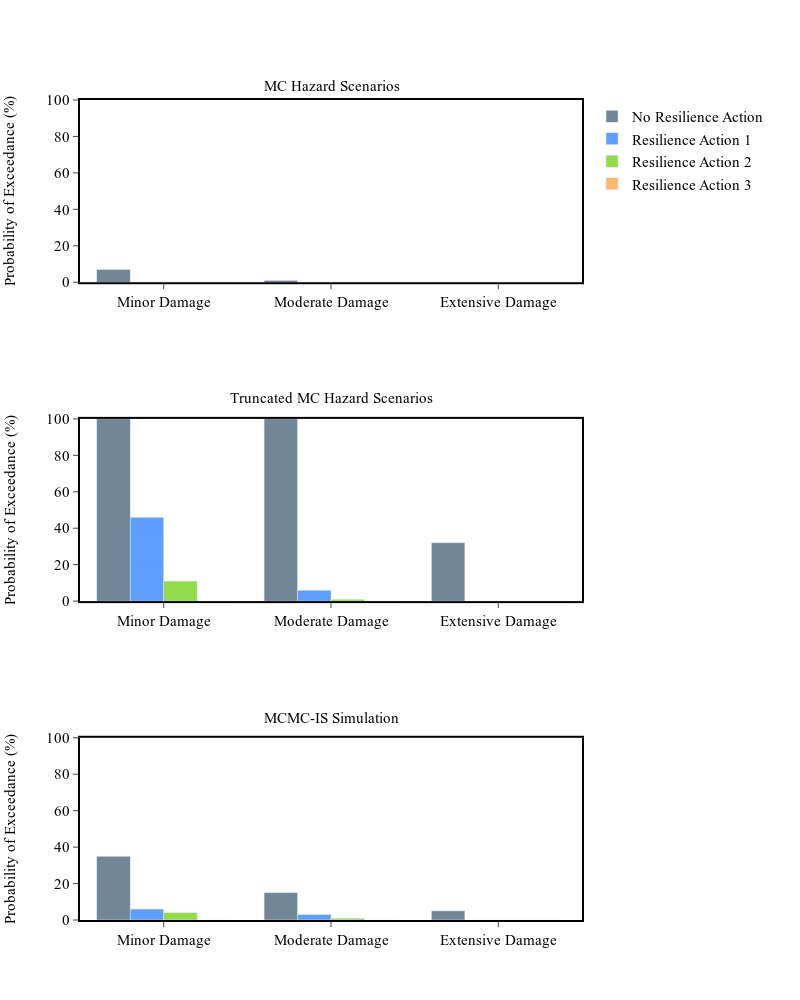 MC Hazard Scenarios
Probability of Exceedance (%)
100
80
60
40
20
0
Minor Damage
Moderate Damage
Extensive Damage
No Resilience Action
Resilience Action 1
Resilience Action 2
Resilience Action 3
Truncated MC Hazard Scenarios
Probability of Exceedance (%)
100
80
60
40
20
0
Minor Damage
Moderate Damage
Extensive Damage
MCMC-IS Simulation
Probability of Exceedance (%)
100
80
60
40
20
0
Minor Damage
Moderate Damage
Extensive Damage